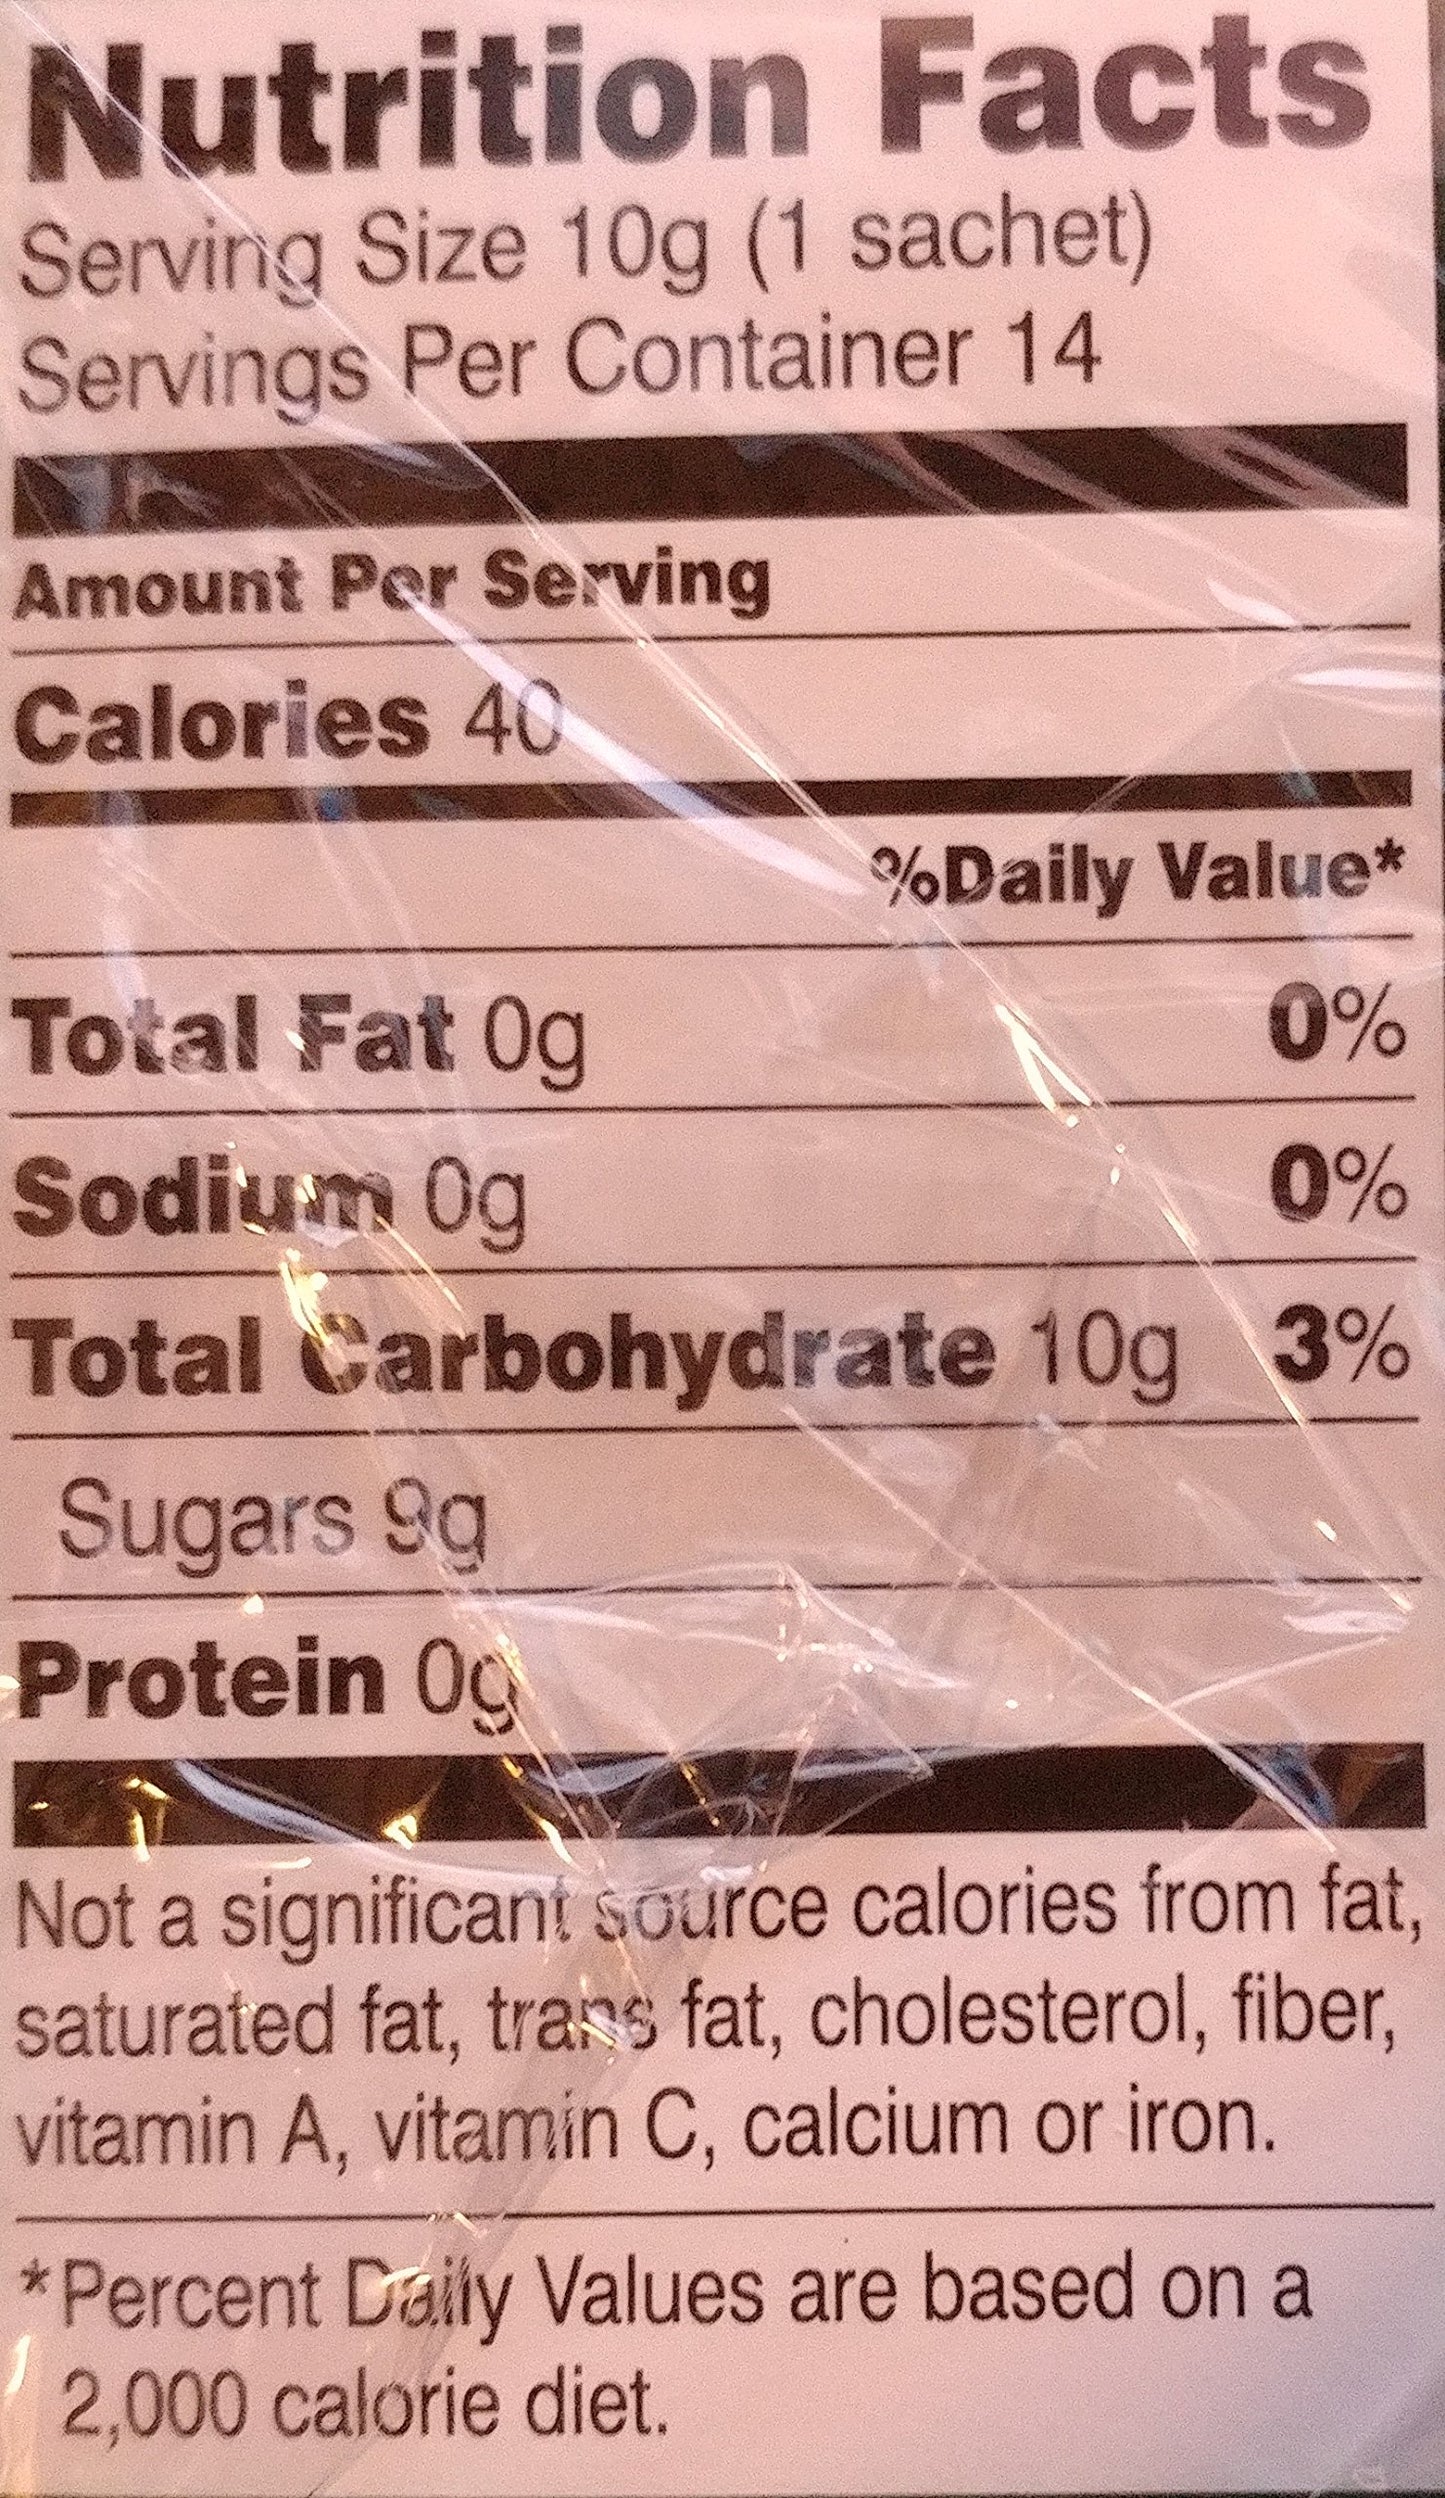 Nutrition Facts
Serving Size 10g (1 sachet)
Servings Per Container 14
Amount Per Serving
Calories 40
%Daily Value*
Total Fat 0g 0%
Sodium 0g 0%
Total Carbohydrate 10g 3%
Sugars 9g
Protein 0g
Not a significant source calories from fat,
saturated fat, trans fat, cholesterol, fiber,
vitamin A, vitamin C, calcium or iron.
*Percent Daily Values are based on a
2,000 calorie diet.